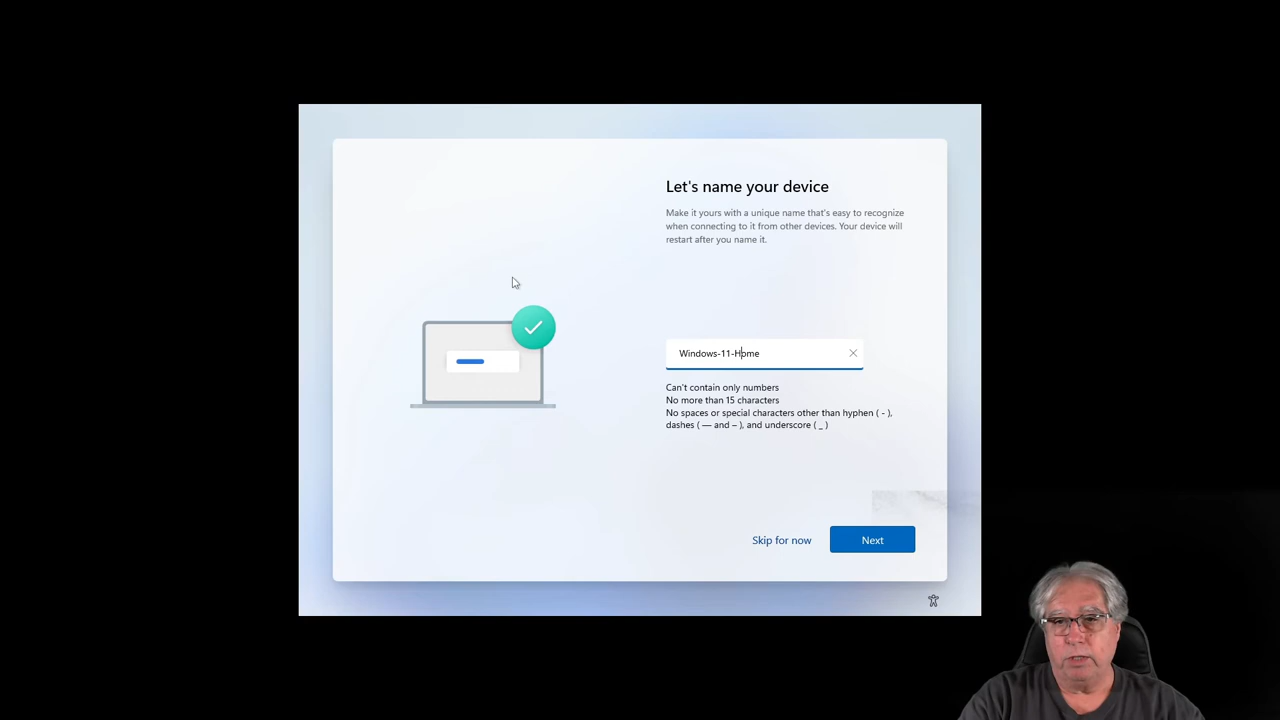 Let's name your device
Make it yours with a unique name that's easy to recognize
when connecting to it from other devices. Your device will
restart after you name it.
Windows-11-Home
Can't contain only numbers
No more than 15 characters
No spaces or special characters other than hyphen ( - ),
dashes ( — and – ), and underscore ( _ )
Skip for now
Next